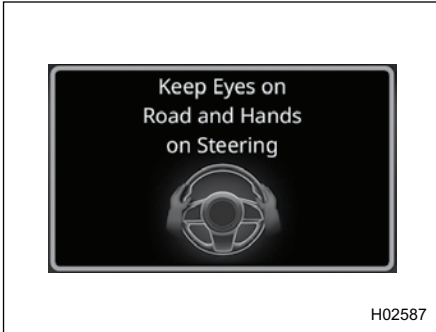 Keep Eyes on
Road and Hands
on Steering
H02587